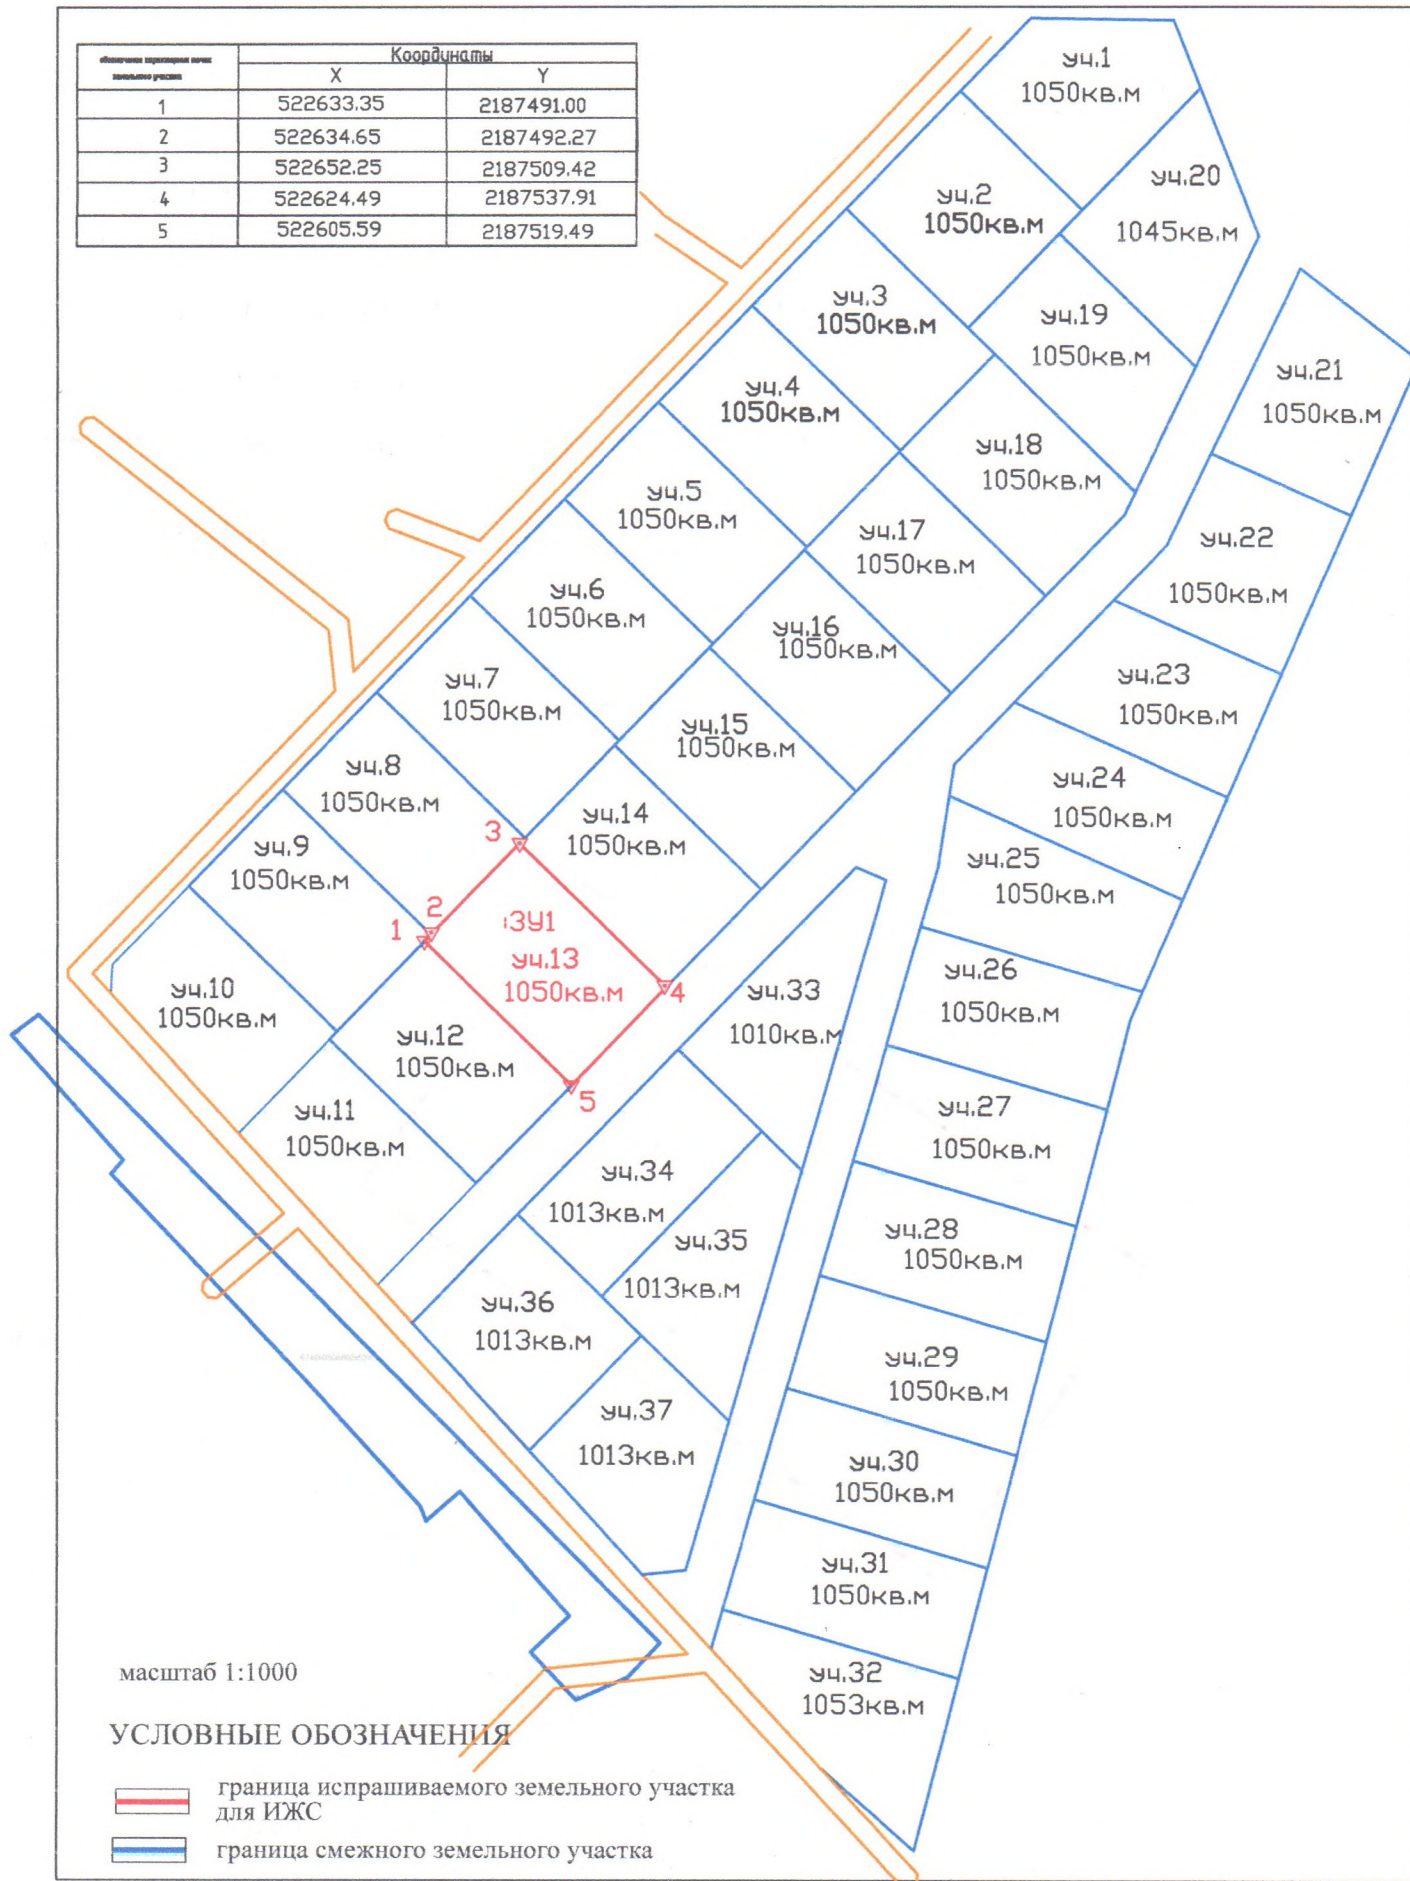 Координаты
X Y
1 522633.35 2187491.00
2 522634.65 2187492.27
3 522652.25 2187509.42
4 522624.49 2187537.91
5 522605.59 2187519.49
уч.1
1050кв.м
уч.20
1045кв.м
уч.2
1050кв.м
уч.3
1050кв.м
уч.19
1050кв.м
уч.21
1050кв.м
уч.4
1050кв.м
уч.18
1050кв.м
уч.5
1050кв.м
уч.17
1050кв.м
уч.22
1050кв.м
уч.6
1050кв.м
уч.16
1050кв.м
уч.7
1050кв.м
уч.23
1050кв.м
уч.15
1050кв.м
уч.8
1050кв.м
уч.24
1050кв.м
уч.14
1050кв.м
уч.9
1050кв.м
уч.25
1050кв.м
3
2
1
:ЗУ1
уч.13
1050кв.м
4
5
уч.26
1050кв.м
уч.10
1050кв.м
уч.33
1010кв.м
уч.12
1050кв.м
уч.11
1050кв.м
уч.27
1050кв.м
уч.34
1013кв.м
уч.35
1013кв.м
уч.28
1050кв.м
уч.36
1013кв.м
уч.29
1050кв.м
уч.37
1013кв.м
уч.30
1050кв.м
уч.31
1050кв.м
уч.32
1053кв.м
масштаб 1:1000
УСЛОВНЫЕ ОБОЗНАЧЕНИЯ
граница испрашиваемого земельного участка
для ИЖС
граница смежного земельного участка